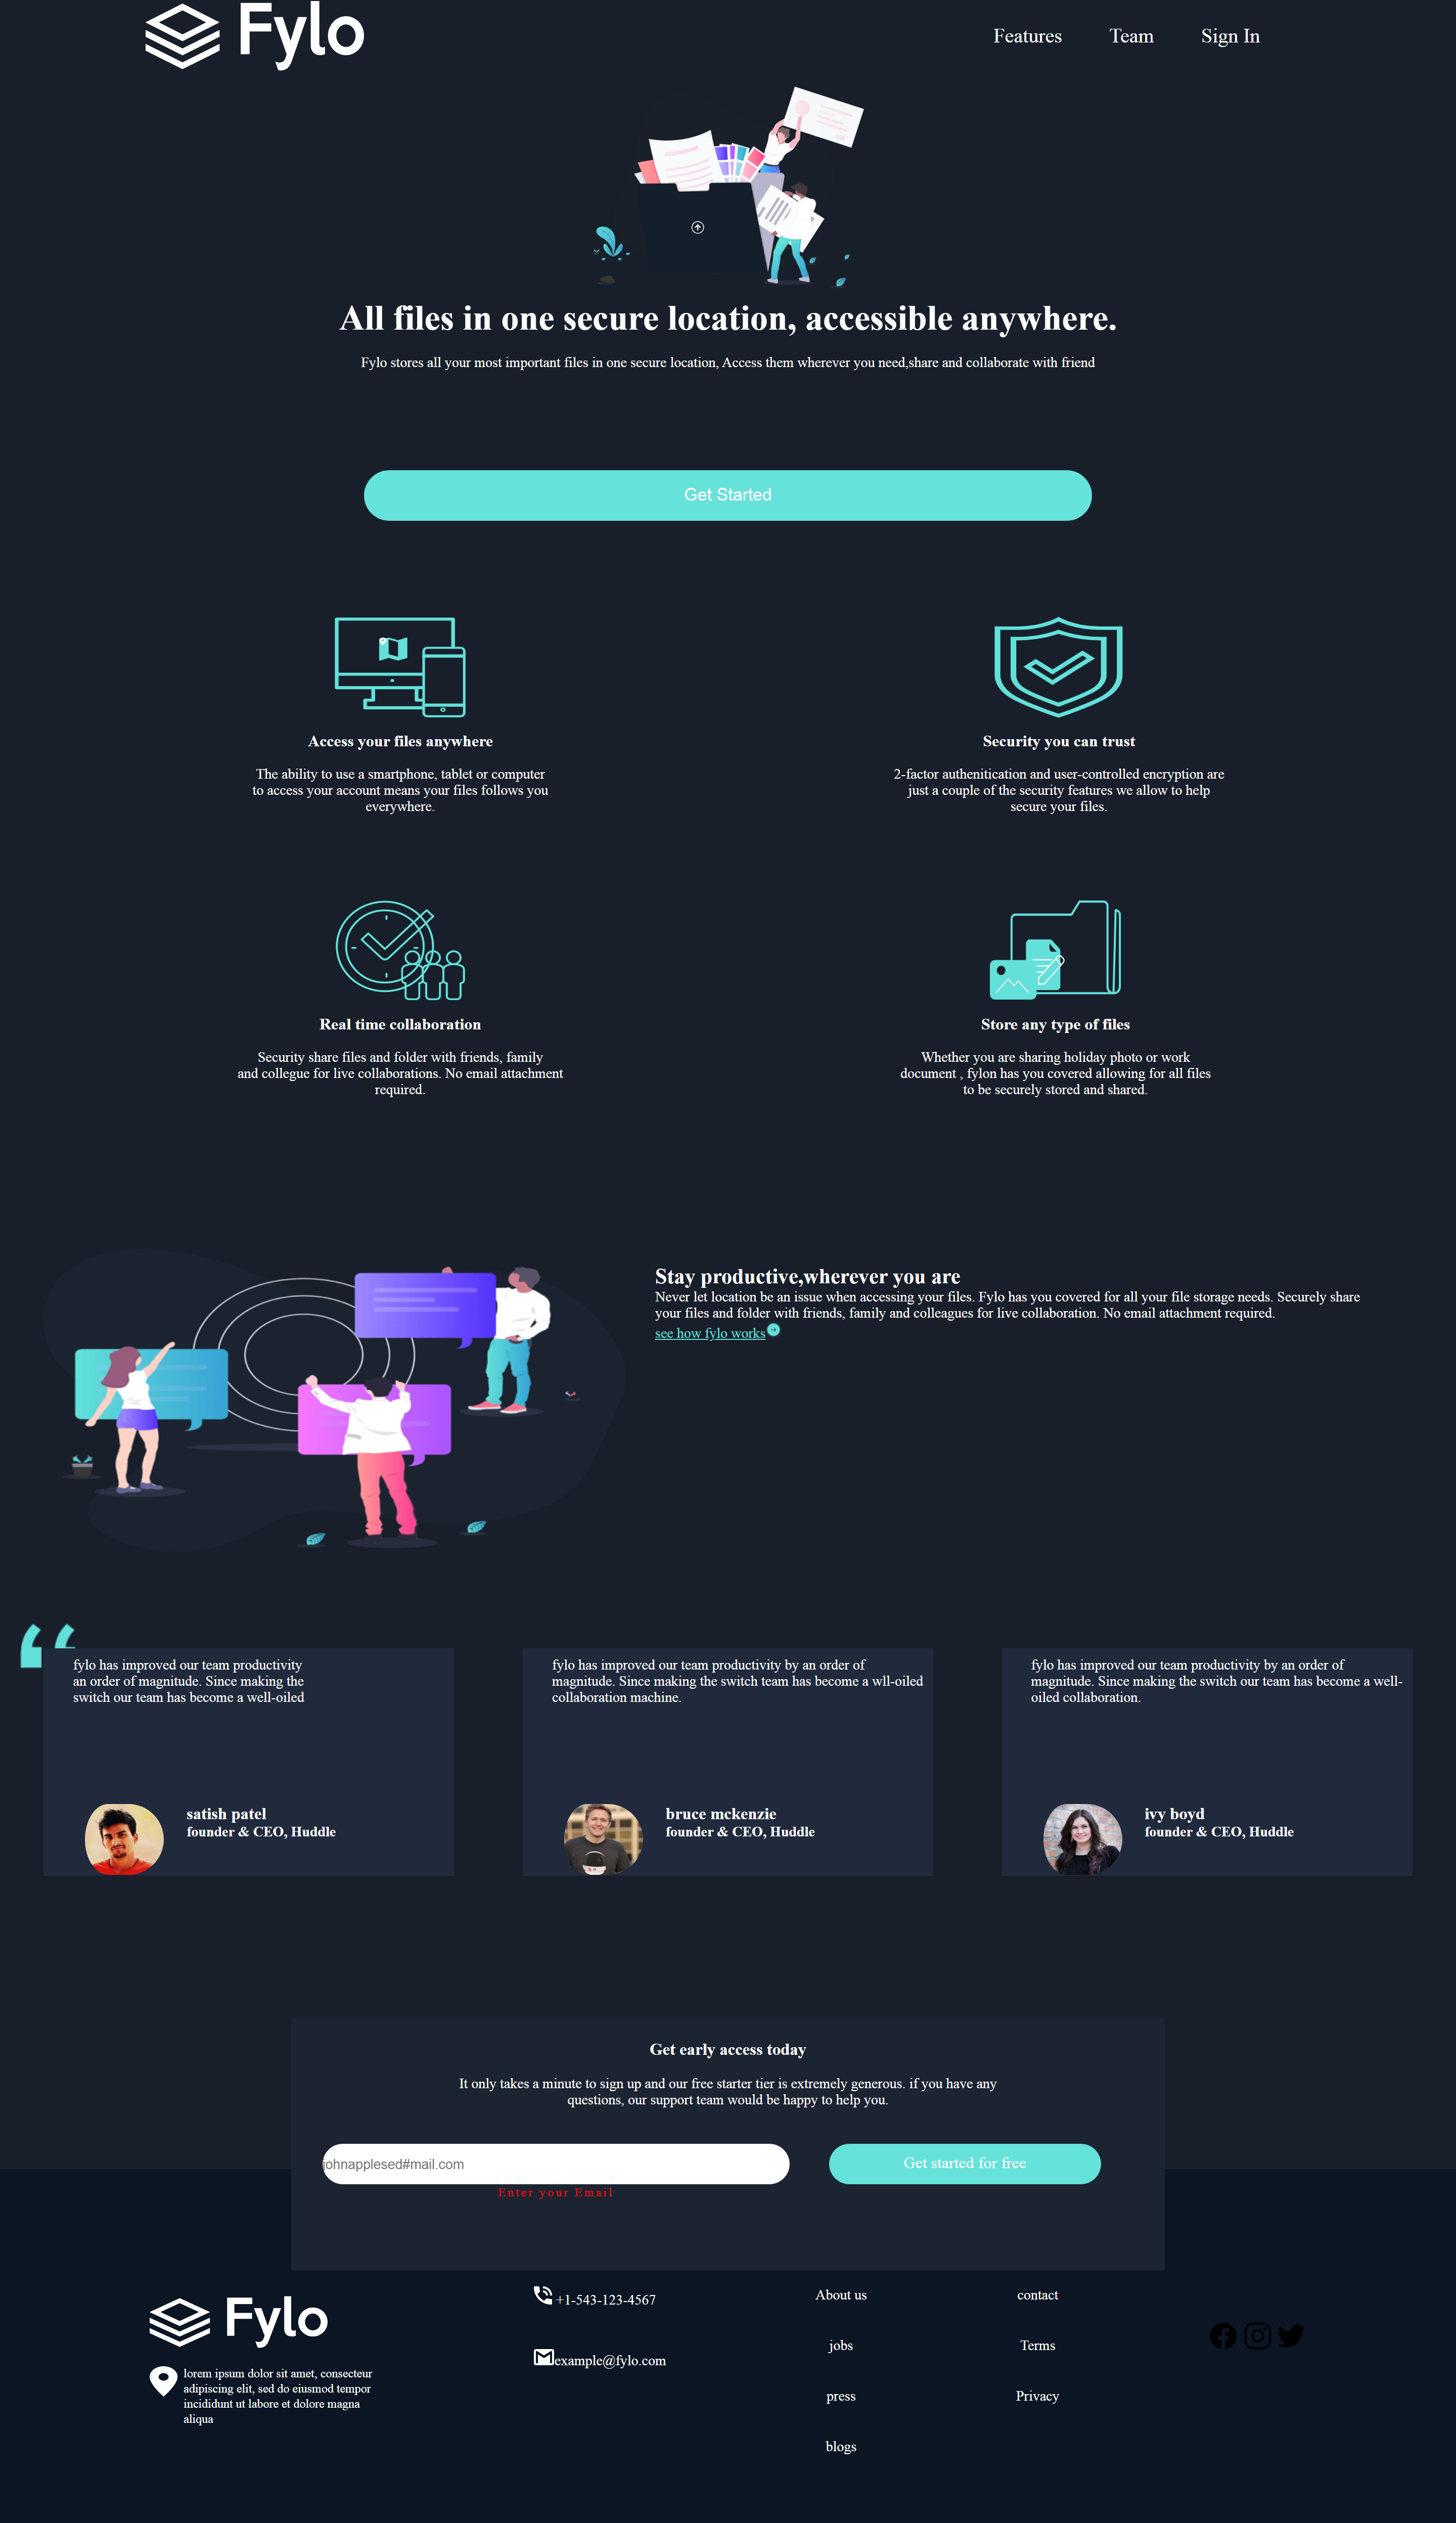 Fylo
Features
Team
Sign In
All files in one secure location, accessible anywhere.
Fylo stores all your most important files in one secure location, Access them wherever you need,share and collaborate with friend
Get Started
Access your files anywhere
The ability to use a smartphone, tablet or computer
to access your account means your files follows you
everywhere.
Security you can trust
2-factor authenitication and user-controlled encryption are
just a couple of the security features we allow to help
secure your files.
Real time collaboration
Security share files and folder with friends, family
and collegue for live collaborations. No email attachment
required.
Store any type of files
Whether you are sharing holiday photo or work
document , fylon has you covered allowing for all files
to be securely stored and shared.
Stay productive,wherever you are
Never let location be an issue when accessing your files. Fylo has you covered for all your file storage needs. Securely share
your files and folder with friends, family and colleagues for live collaboration. No email attachment required.
see how fylo works
“
fylo has improved our team productivity
an order of magnitude. Since making the
switch our team has become a well-oiled
satish patel
founder & CEO, Huddle
fylo has improved our team productivity by an order of
magnitude. Since making the switch team has become a wll-oiled
collaboration machine.
bruce mckenzie
founder & CEO, Huddle
fylo has improved our team productivity by an order of
magnitude. Since making the switch our team has become a well-
oiled collaboration.
ivy boyd
founder & CEO, Huddle
Get early access today
It only takes a minute to sign up and our free starter tier is extremely generous. if you have any
questions, our support team would be happy to help you.
johnapplesed#mail.com
Get started for free
Enter your Email
Fylo
lorem ipsum dolor sit amet, consecteur
adipiscing elit, sed do eiusmod tempor
incididunt ut labore et dolore magna
aliqua
+1-543-123-4567
example@fylo.com
About us
jobs
press
blogs
contact
Terms
Privacy